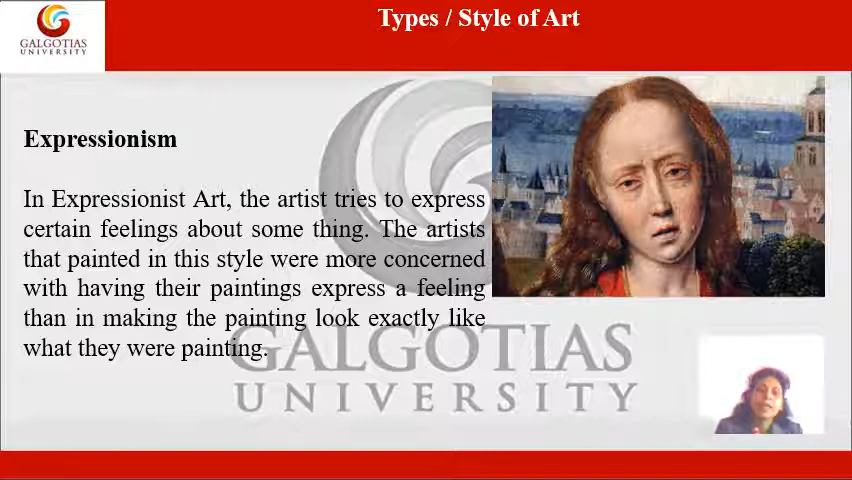 Types / Style of Art
GALGOTIAS
UNIVERSITY
Expressionism
In Expressionist Art, the artist tries to express
certain feelings about some thing. The artists
that painted in this style were more concerned
with having their paintings express a feeling
than in making the painting look exactly like
what they were painting.
GALGOTIAS
UNIVERSITY